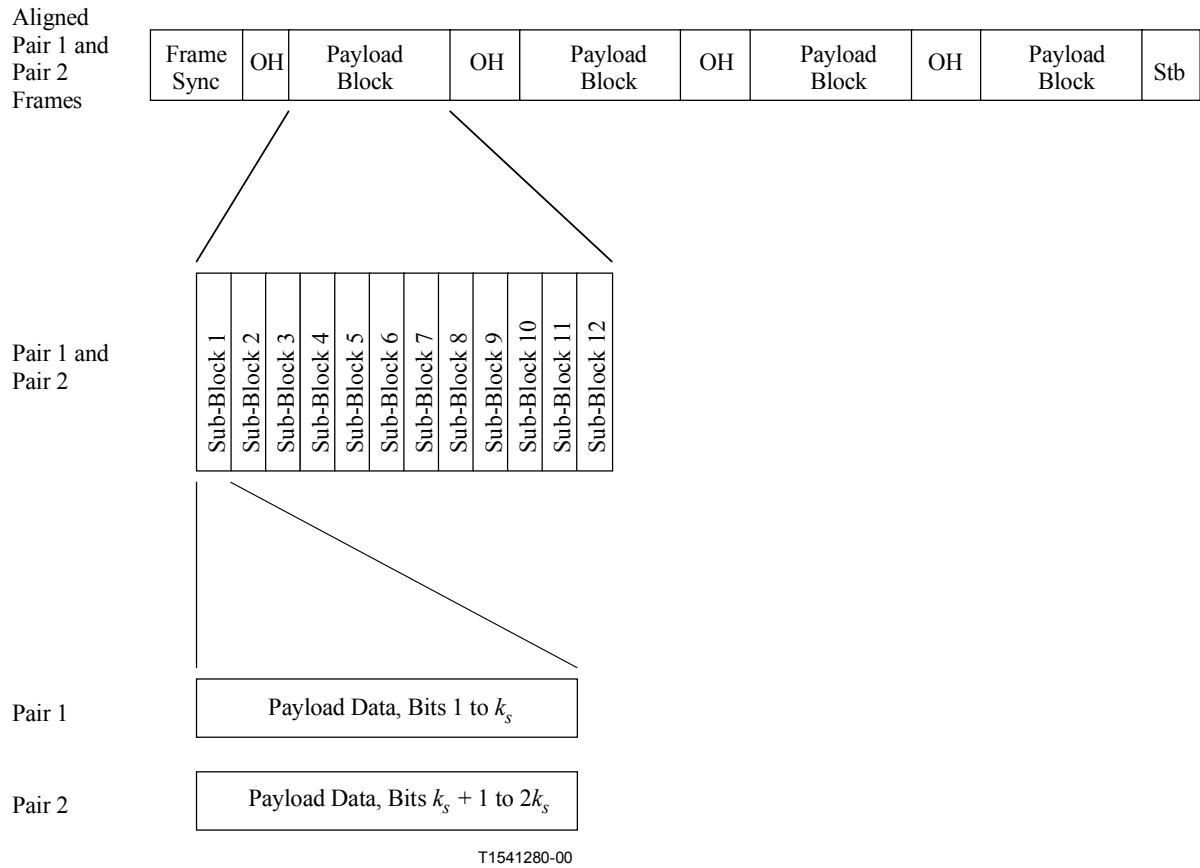 Aligned
Pair 1 and
Pair 2
Frames
Frame
Sync
OH
Payload
Block
OH
Payload
Block
OH
Payload
Block
OH
Payload
Block
Stb
Pair 1 and
Pair 2
Sub-Block 1
Sub-Block 2
Sub-Block 3
Sub-Block 4
Sub-Block 5
Sub-Block 6
Sub-Block 7
Sub-Block 8
Sub-Block 9
Sub-Block 10
Sub-Block 11
Sub-Block 12
Pair 1
Payload Data, Bits 1 to kₛ
Pair 2
Payload Data, Bits kₛ + 1 to 2kₛ
T1541280-00